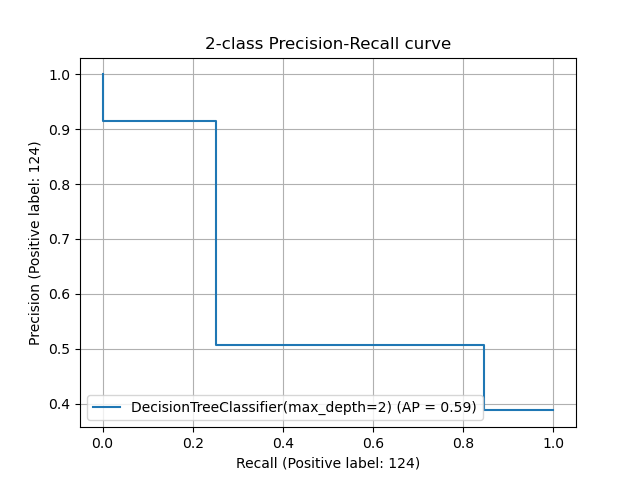 2-class Precision-Recall curve
Precision (Positive label: 124)
1.0
0.9
0.8
0.7
0.6
0.5
0.4
DecisionTreeClassifier(max_depth=2) (AP = 0.59)
0.0 0.2 0.4 0.6 0.8 1.0
Recall (Positive label: 124)